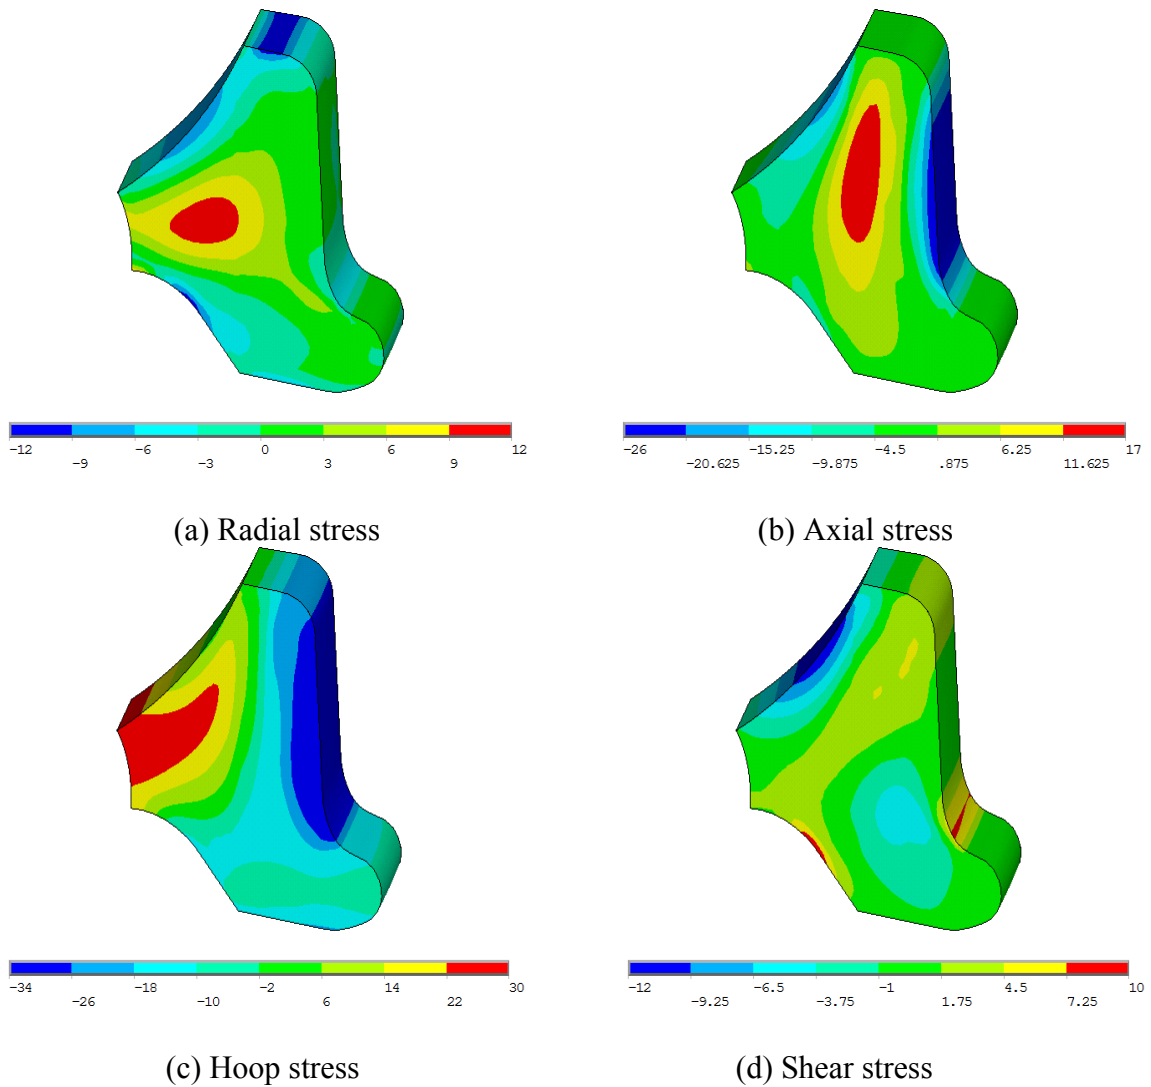 -12 -6 0 6 12
-9 -3 3 9
-26 -15.25 -4.5 6.25 17
-20.625 -9.875 .875 11.625
(a) Radial stress
(b) Axial stress
-34 -18 -2 14 30
-26 -10 6 22
-12 -6.5 -1 4.5 10
-9.25 -3.75 1.75 7.25
(c) Hoop stress
(d) Shear stress